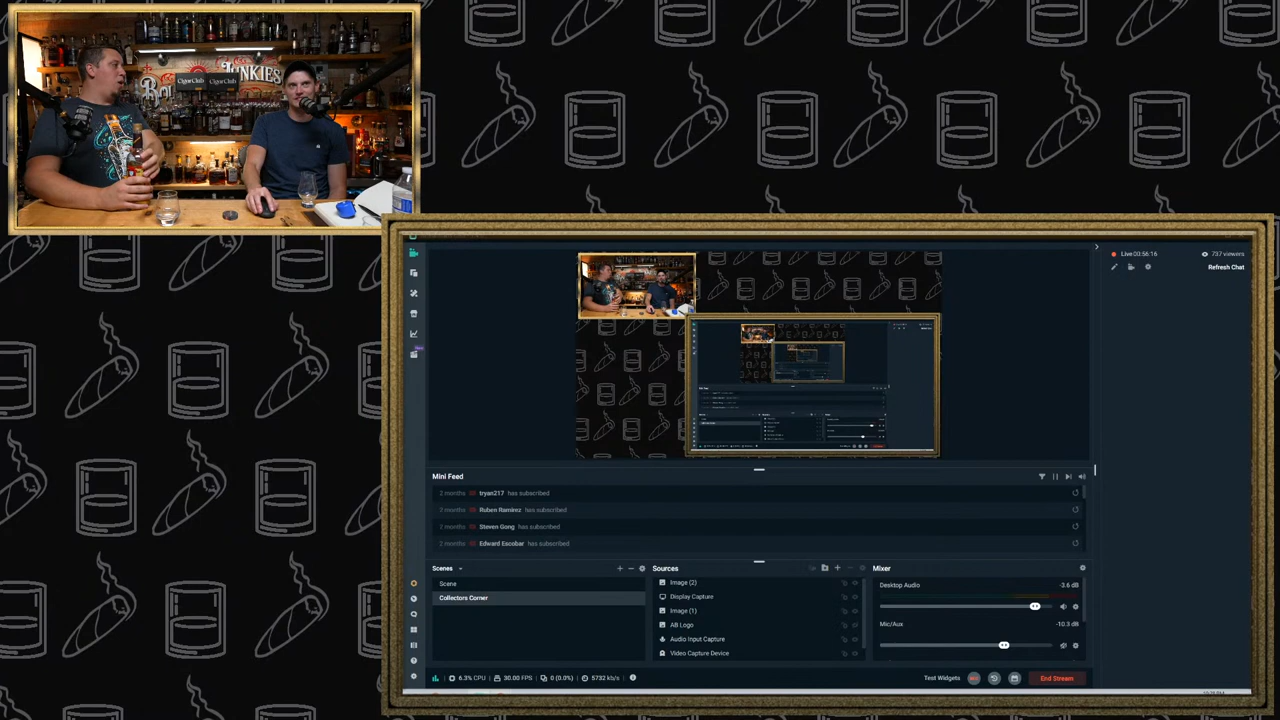 JUNKIES
CigarClub CigarClub
Live 00:56:16
737 viewers
Refresh Chat
Mini Feed
2 months tryan217 has subscribed
2 months Ruben Ramirez has subscribed
2 months Steven Gong has subscribed
2 months Edward Escobar has subscribed
Scenes
Scene
Collectors Corner
Sources
Image (2)
Display Capture
Image (1)
AB Logo
Audio Input Capture
Video Capture Device
Mixer
Desktop Audio -3.6 dB
Mic/Aux -10.3 dB
6.3% CPU 30.00 FPS 0 (0.0%) 5732 kb/s
Test Widgets
REC
End Stream